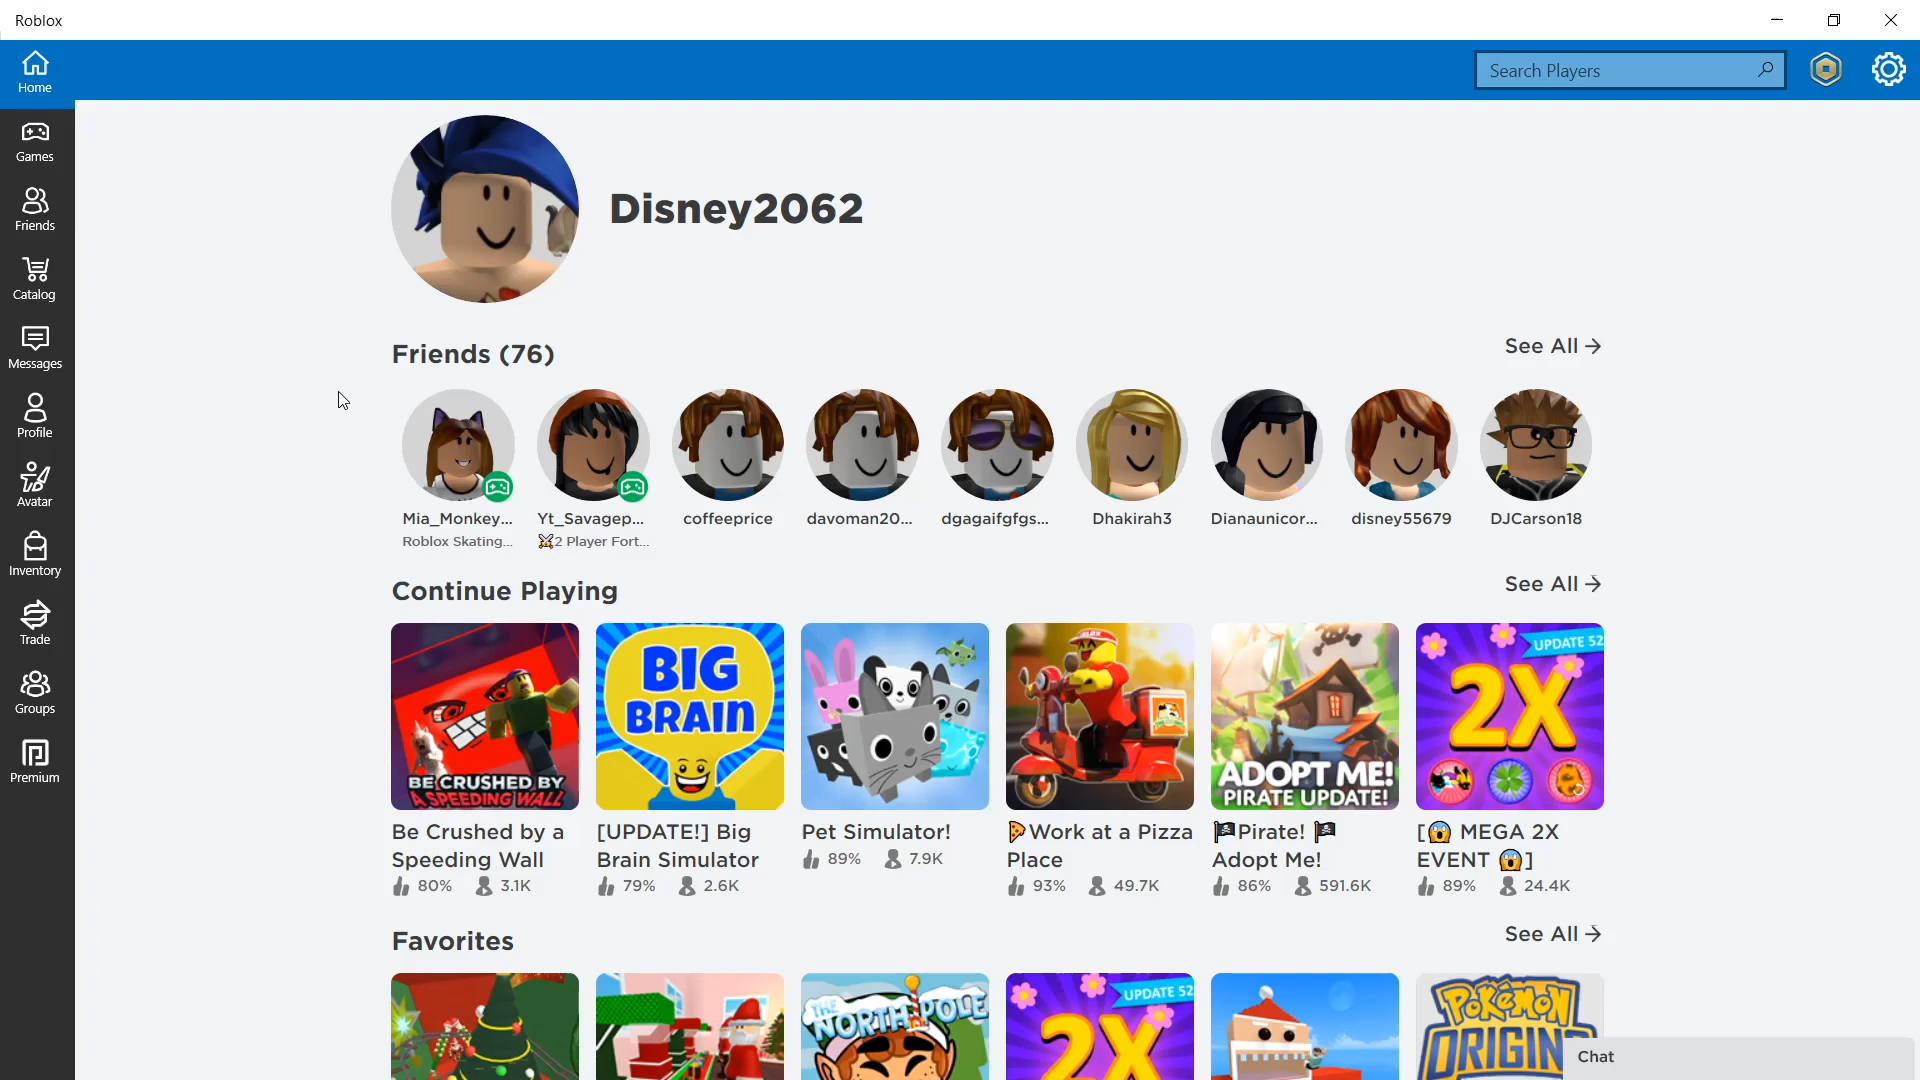 Roblox
Search Players
Home
Games
Friends
Catalog
Messages
Profile
Avatar
Inventory
Trade
Groups
Premium
Disney2062
Friends (76)
See All
Mia_Monkey...
Yt_Savagep...
coffeeprice
davoman20...
dgagaifgfgs...
Dhakirah3
Dianaunicor...
disney55679
DJCarson18
Roblox Skating...
2 Player Fort...
Continue Playing
See All
BE CRUSHED BY
A SPEEDING WALL
BIG
BRAIN
ADOPT ME!
PIRATE UPDATE!
UPDATE 52
2X
Be Crushed by a
Speeding Wall
80% 3.1K
[UPDATE!] Big
Brain Simulator
79% 2.6K
Pet Simulator!
89% 7.9K
🍕Work at a Pizza
Place
93% 49.7K
🏴‍☠️Pirate! 🏴‍☠️
Adopt Me!
86% 591.6K
[😱 MEGA 2X
EVENT 😱]
89% 24.4K
Favorites
See All
THE
NORTH POLE
UPDATE 52
2X
POKÉMON
ORIGIN
Chat